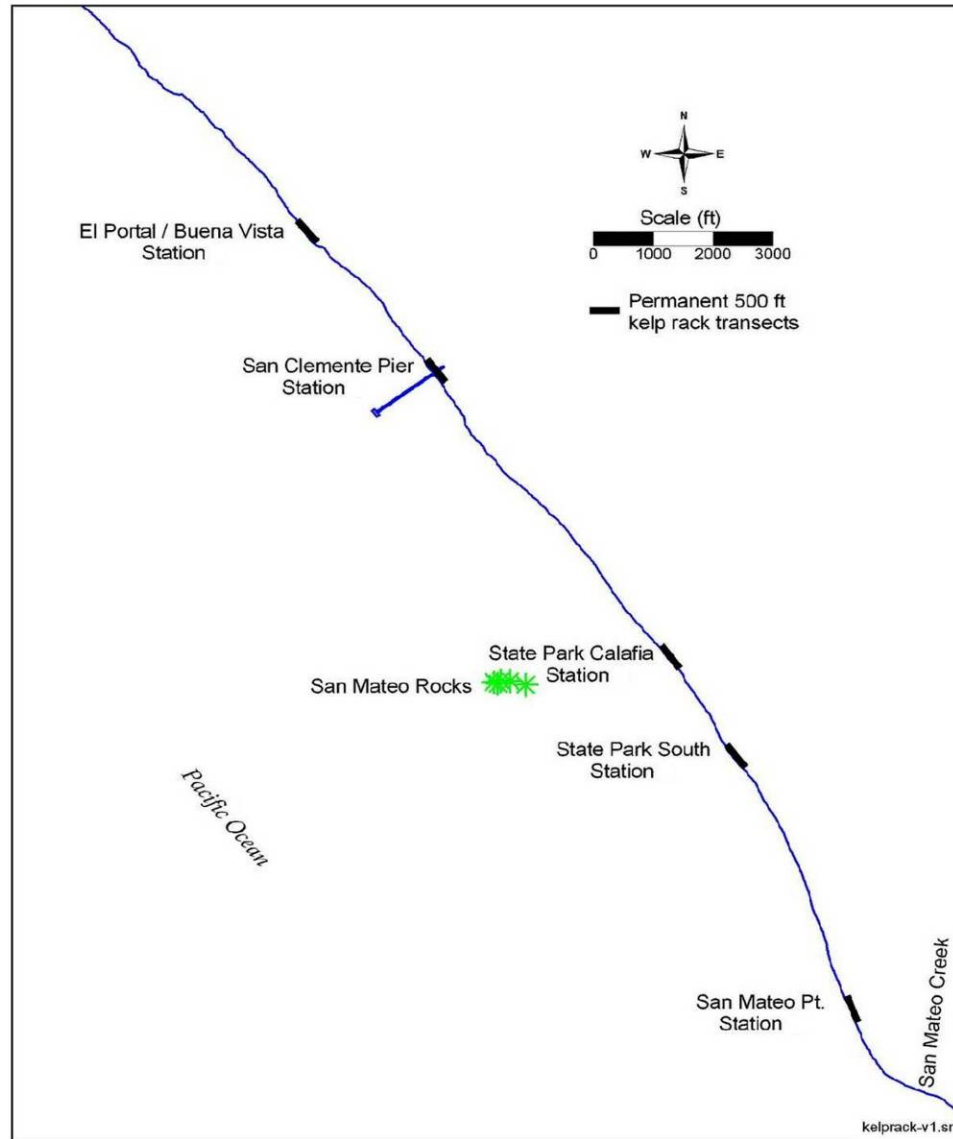 N
W E
S
Scale (ft)
0 1000 2000 3000
Permanent 500 ft
kelp rack transects
El Portal / Buena Vista
Station
San Clemente Pier
Station
State Park Calafia
Station
San Mateo Rocks
State Park South
Station
Pacific Ocean
San Mateo Pt.
Station
San Mateo Creek